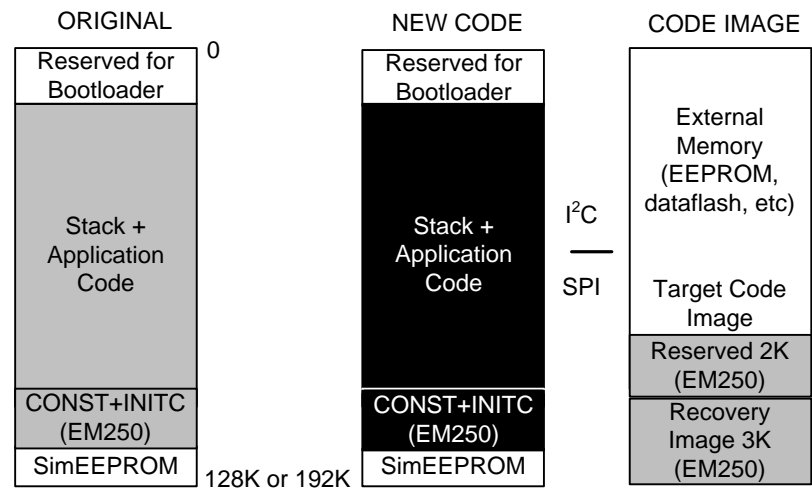 ORIGINAL
0
Reserved for
Bootloader
Stack +
Application
Code
CONST+INITC
(EM250)
SimEEPROM
128K or 192K
NEW CODE
Reserved for
Bootloader
Stack +
Application
Code
CONST+INITC
(EM250)
SimEEPROM
I²C
SPI
CODE IMAGE
External
Memory
(EEPROM,
dataflash, etc)
Target Code
Image
Reserved 2K
(EM250)
Recovery
Image 3K
(EM250)